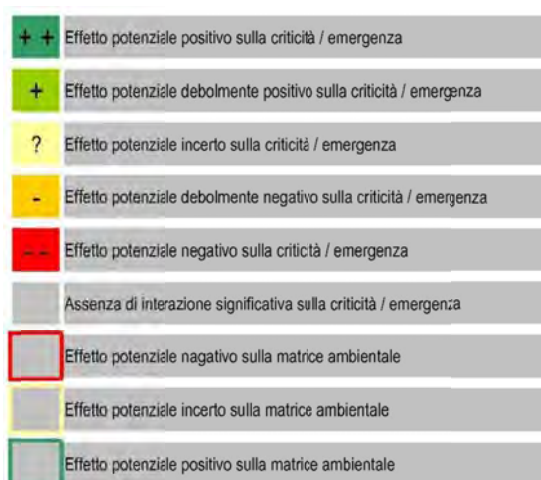 + + Effetto potenziale positivo sulla criticità / emergenza
+ Effetto potenziale debolmente positivo sulla criticità / emergenza
? Effetto potenziale incerto sulla criticità / emergenza
- Effetto potenziale debolmente negativo sulla criticità / emergenza
- - Effetto potenziale negativo sulla criticta / emergenza
Assenza di interazione significativa sulla criticità / emergenza
Effetto potenziale nagativo sulla matrice ambientale
Effetto potenziale incerto sulla matrice ambientale
Effetto potenziale positivo sulla matrice ambientale